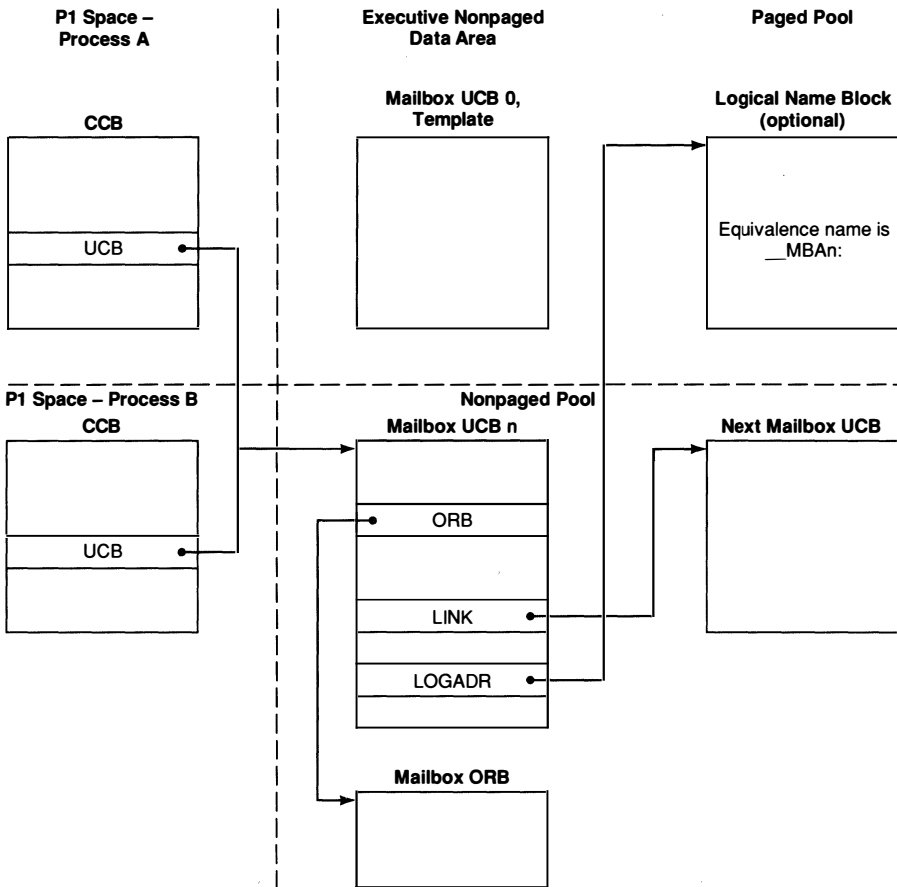 P1 Space –
Process A
Executive Nonpaged
Data Area
Paged Pool
CCB
Mailbox UCB 0,
Template
Logical Name Block
(optional)
UCB
Equivalence name is
__MBAn:
P1 Space – Process B
Nonpaged Pool
CCB
Mailbox UCB n
Next Mailbox UCB
ORB
UCB
LINK
LOGADR
Mailbox ORB